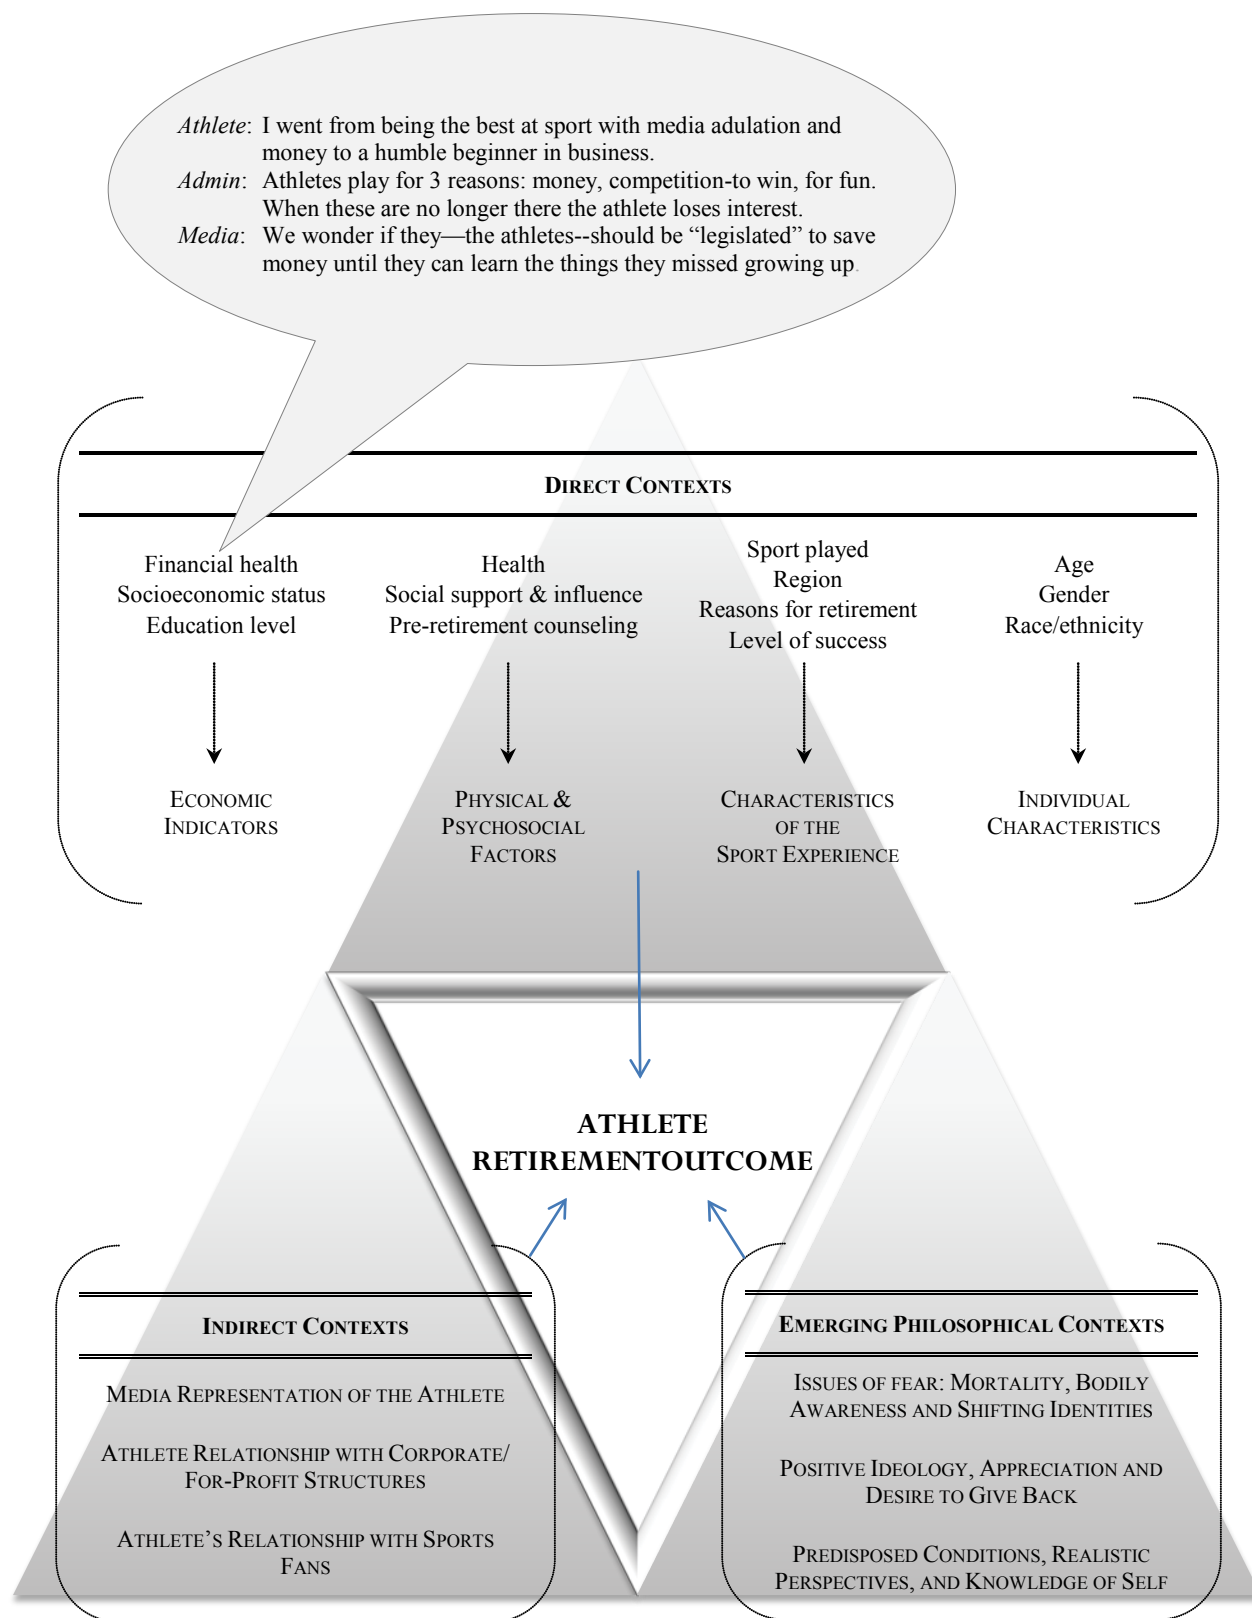 Athlete: I went from being the best at sport with media adulation and
money to a humble beginner in business.
Admin: Athletes play for 3 reasons: money, competition-to win, for fun.
When these are no longer there the athlete loses interest.
Media: We wonder if they—the athletes--should be “legislated” to save
money until they can learn the things they missed growing up.
DIRECT CONTEXTS
Financial health
Socioeconomic status
Education level
Health
Social support & influence
Pre-retirement counseling
Sport played
Region
Reasons for retirement
Level of success
Age
Gender
Race/ethnicity
ECONOMIC
INDICATORS
PHYSICAL &
PSYCHOSOCIAL
FACTORS
CHARACTERISTICS
OF THE
SPORT EXPERIENCE
INDIVIDUAL
CHARACTERISTICS
ATHLETE
RETIREMENTOUTCOME
INDIRECT CONTEXTS
MEDIA REPRESENTATION OF THE ATHLETE
ATHLETE RELATIONSHIP WITH CORPORATE/
FOR-PROFIT STRUCTURES
ATHLETE’S RELATIONSHIP WITH SPORTS
FANS
EMERGING PHILOSOPHICAL CONTEXTS
ISSUES OF FEAR: MORTALITY, BODILY
AWARENESS AND SHIFTING IDENTITIES
POSITIVE IDEOLOGY, APPRECIATION AND
DESIRE TO GIVE BACK
PREDISPOSED CONDITIONS, REALISTIC
PERSPECTIVES, AND KNOWLEDGE OF SELF